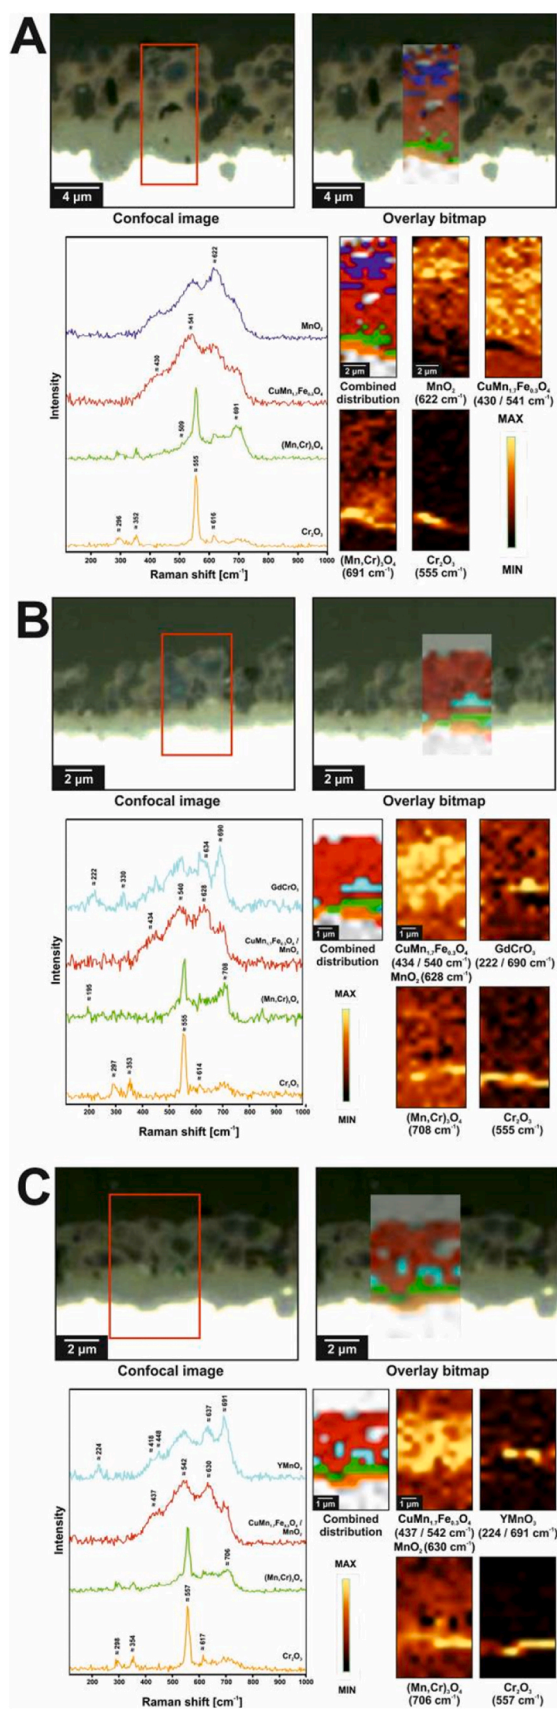 A
4 μm
4 μm
Confocal image
Overlay bitmap
≈ 622
MnO₂
≈ 430
≈ 541
CuMn₁.₇Fe₀.₃O₄
≈ 509
≈ 691
(Mn,Cr)₃O₄
≈ 555
≈ 296
≈ 352
≈ 616
Cr₂O₃
Intensity
200 300 400 500 600 700 800 900 1000
Raman shift [cm⁻¹]
2 μm
Combined
distribution
2 μm
MnO₂
(622 cm⁻¹)
2 μm
CuMn₁.₇Fe₀.₃O₄
(430 / 541 cm⁻¹)
MAX
MIN
(Mn,Cr)₃O₄
(691 cm⁻¹)
Cr₂O₃
(555 cm⁻¹)
B
2 μm
2 μm
Confocal image
Overlay bitmap
≈ 222
≈ 330
≈ 634
≈ 690
GdCrO₃
≈ 434
≈ 540
≈ 628
CuMn₁.₇Fe₀.₃O₄ /
MnO₂
≈ 195
≈ 708
(Mn,Cr)₃O₄
≈ 555
≈ 297
≈ 353
≈ 614
Cr₂O₃
Intensity
200 300 400 500 600 700 800 900 1000
Raman shift [cm⁻¹]
1 μm
Combined
distribution
1 μm
CuMn₁.₇Fe₀.₃O₄
(434 / 540 cm⁻¹)
MnO₂ (628 cm⁻¹)
GdCrO₃
(222 / 690 cm⁻¹)
MAX
MIN
(Mn,Cr)₃O₄
(708 cm⁻¹)
Cr₂O₃
(555 cm⁻¹)
C
2 μm
2 μm
Confocal image
Overlay bitmap
≈ 224
≈ 418
≈ 448
≈ 637
≈ 691
YMnO₃
≈ 437
≈ 542
≈ 630
CuMn₁.₇Fe₀.₃O₄ /
MnO₂
≈ 706
(Mn,Cr)₃O₄
≈ 557
≈ 298
≈ 354
≈ 617
Cr₂O₃
Intensity
100 200 300 400 500 600 700 800 900 1000
Raman shift [cm⁻¹]
1 μm
Combined
distribution
1 μm
CuMn₁.₇Fe₀.₃O₄
(437 / 542 cm⁻¹)
MnO₂ (630 cm⁻¹)
YMnO₃
(224 / 691 cm⁻¹)
MAX
MIN
(Mn,Cr)₃O₄
(706 cm⁻¹)
Cr₂O₃
(557 cm⁻¹)